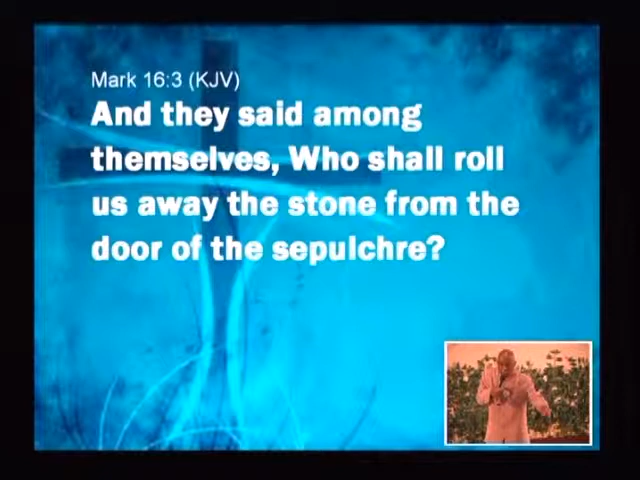 Mark 16:3 (KJV)
And they said among
themselves, Who shall roll
us away the stone from the
door of the sepulchre?